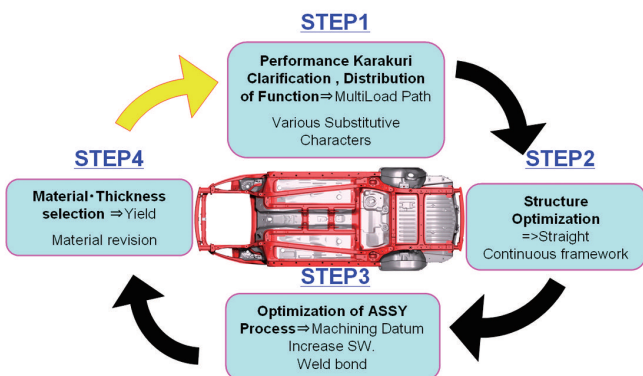 STEP1
Performance Karakuri
Clarification , Distribution
of Function⇒MultiLoad Path
Various Substitutive
Characters
STEP2
Structure
Optimization
=>Straight
Continuous framework
STEP3
Optimization of ASSY
Process⇒Machining Datum
Increase SW.
Weld bond
STEP4
Material・Thickness
selection ⇒Yield
Material revision